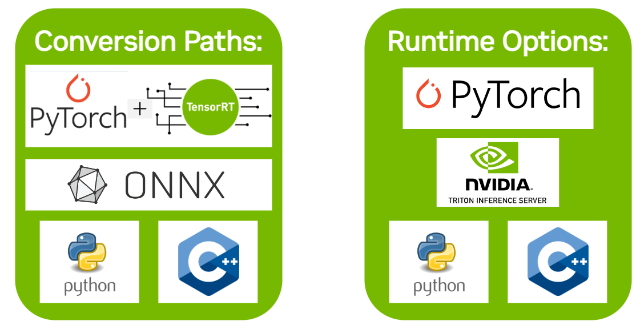 Conversion Paths:
PyTorch + TensorRT
ONNX
python
C++
Runtime Options:
PyTorch
NVIDIA.
TRITON INFERENCE SERVER
python
C++